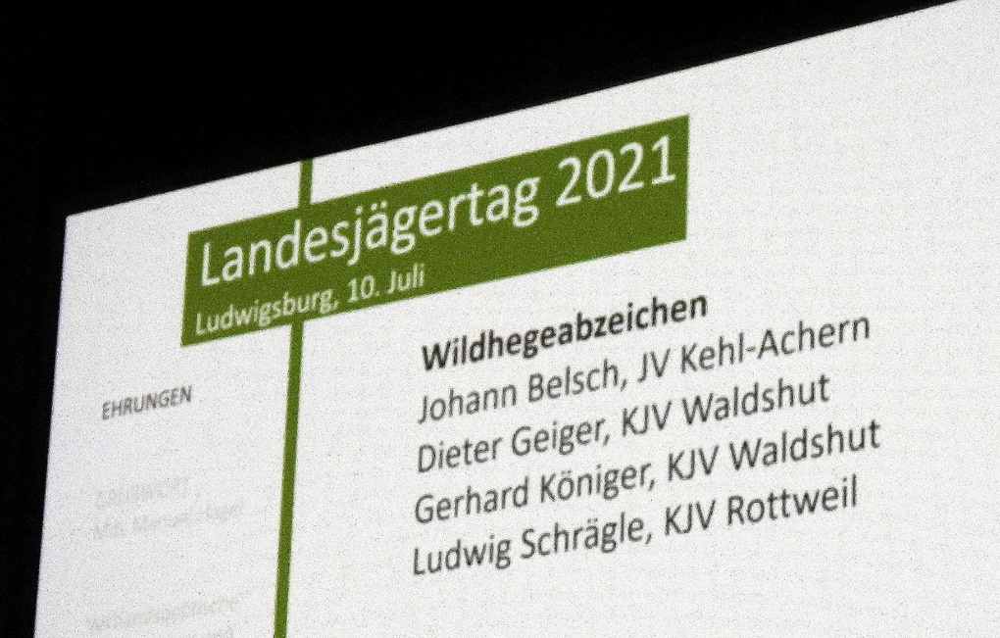 Landesjägertag 2021
Ludwigsburg, 10. Juli
EHRUNGEN
Wildhegeabzeichen
Johann Belsch, JV Kehl-Achern
Dieter Geiger, KJV Waldshut
Gerhard Königer, KJV Waldshut
Ludwig Schrägle, KJV Rottweil
GRUßWORT
MdL Manuel Hagel